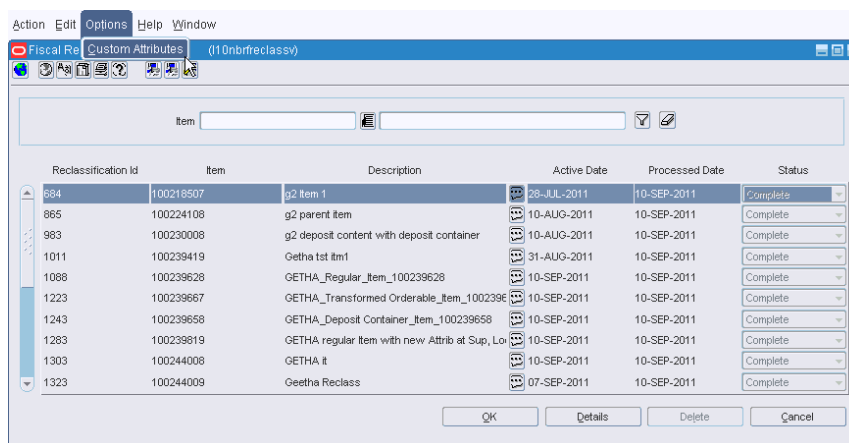 Action Edit Options Help Window
Fiscal Re Custom Attributes (l10nbrfreclassv)
Item
Reclassification Id Item Description Active Date Processed Date Status
684 100218507 g2 Item 1 28-JUL-2011 10-SEP-2011 Complete
865 100224108 g2 parent item 10-AUG-2011 10-SEP-2011 Complete
983 100230008 g2 deposit content with deposit container 10-AUG-2011 10-SEP-2011 Complete
1011 100239419 Getha tst itm1 31-AUG-2011 10-SEP-2011 Complete
1088 100239628 GETHA_Regular_Item_100239628 10-SEP-2011 10-SEP-2011 Complete
1223 100239667 GETHA_Transformed Orderable_Item_1002396 10-SEP-2011 10-SEP-2011 Complete
1243 100239658 GETHA_Deposit Container_Item_100239658 10-SEP-2011 10-SEP-2011 Complete
1283 100239819 GETHA regular Item with new Attrib at Sup, Lo 10-SEP-2011 10-SEP-2011 Complete
1303 100244008 GETHA it 10-SEP-2011 10-SEP-2011 Complete
1323 100244009 Geetha Reclass 07-SEP-2011 10-SEP-2011 Complete
OK Details Delete Cancel